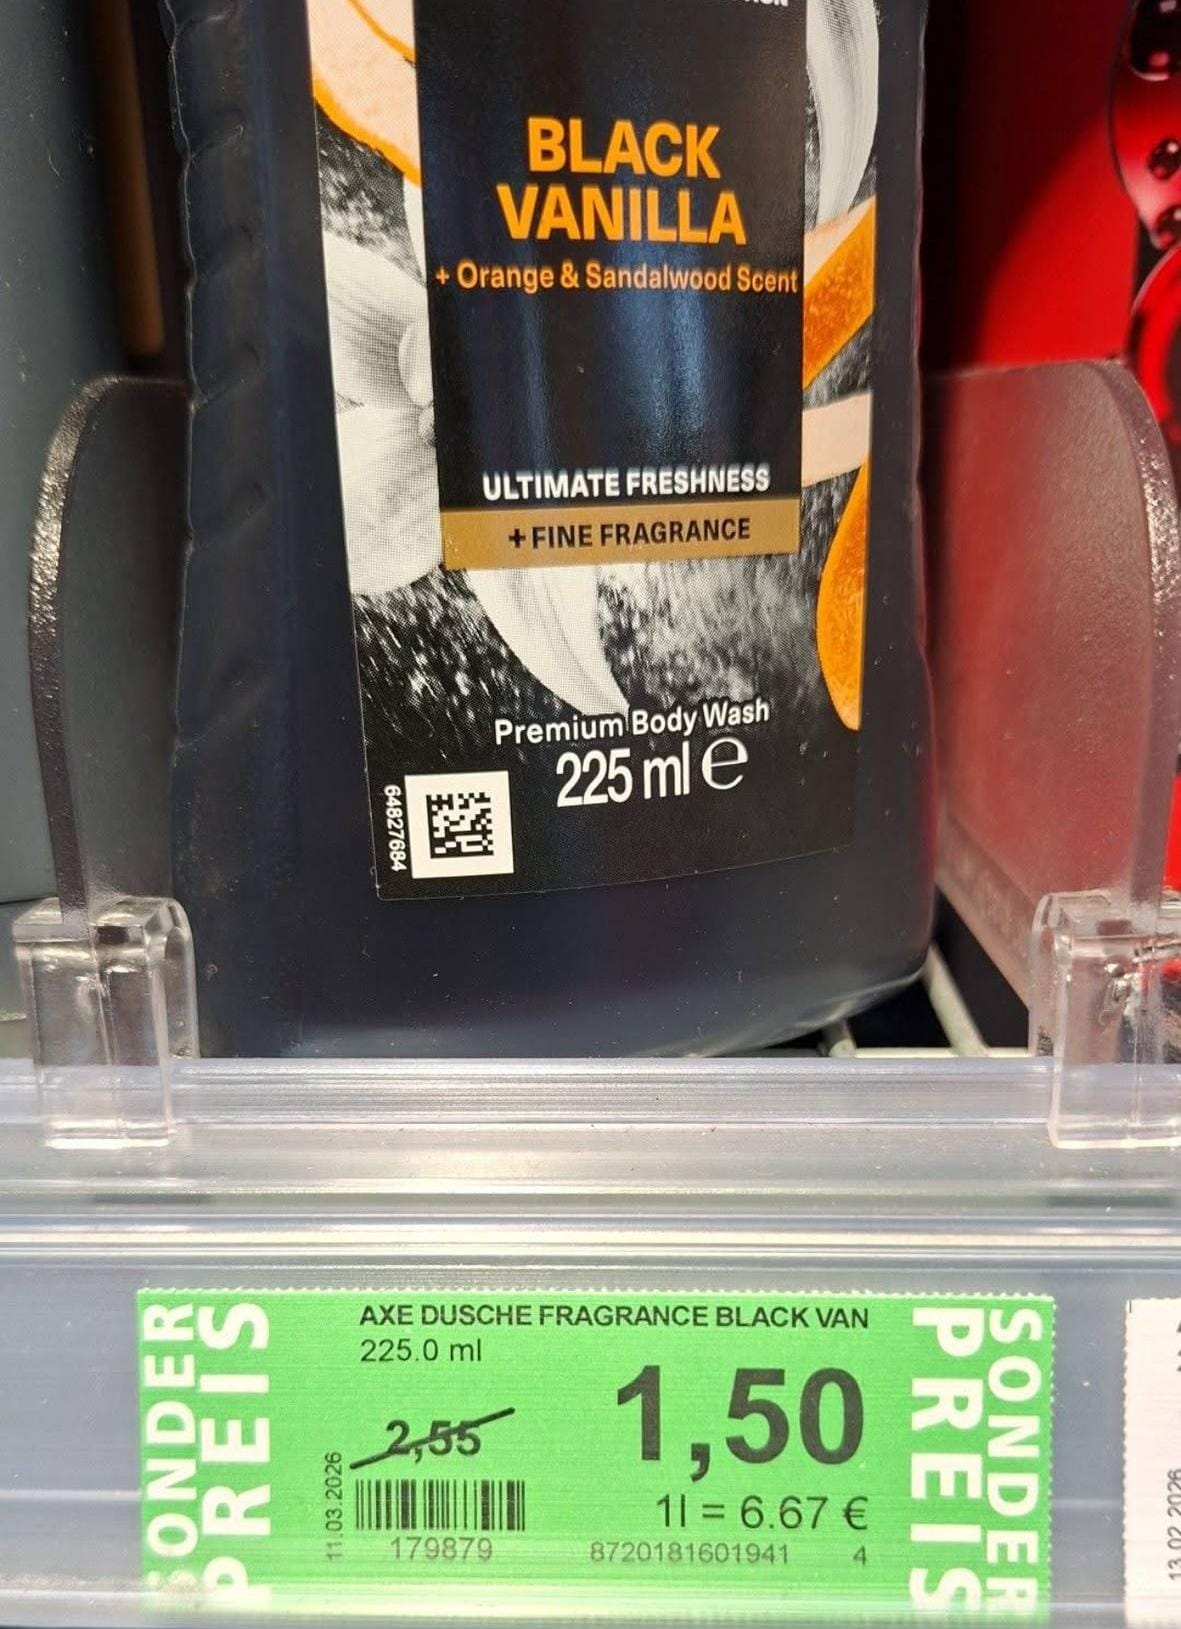 BLACK
VANILLA
+ Orange & Sandalwood Scent
ULTIMATE FRESHNESS
+ FINE FRAGRANCE
Premium Body Wash
225 ml e
64827684
SONDER
PREIS
AXE DUSCHE FRAGRANCE BLACK VAN
225.0 ml
2,55
1,50
11.03.2026
1l = 6.67 €
179879
8720181601941 4
SONDER
PREIS
13.02.2026